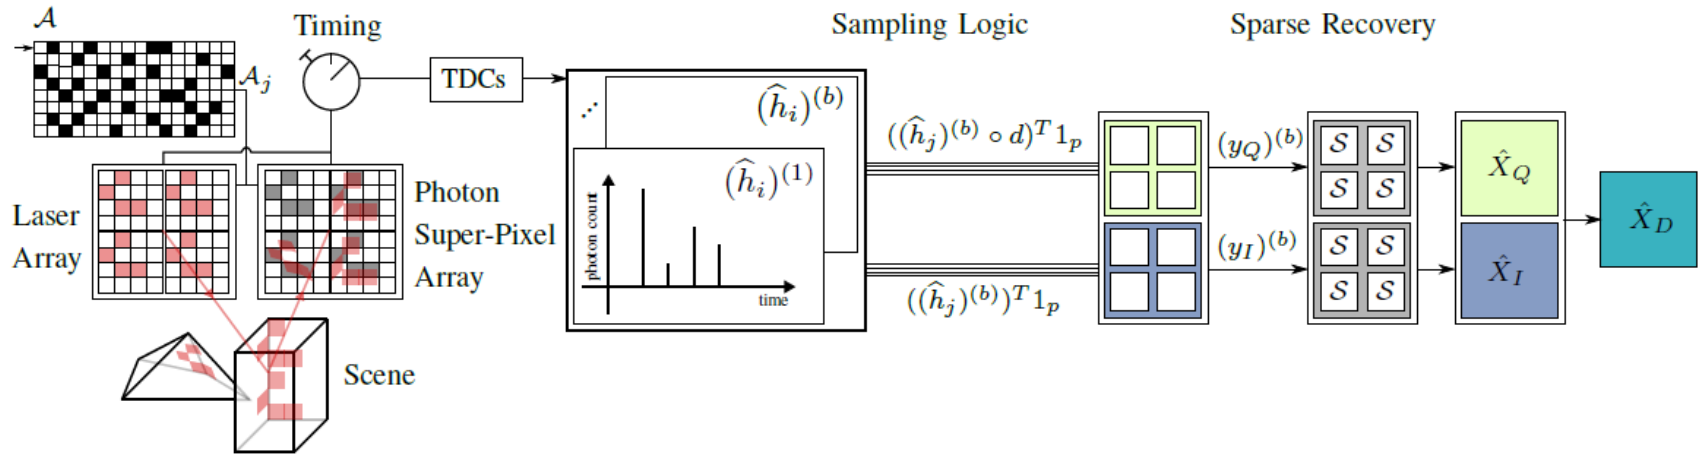 𝒜
Timing
Sampling Logic
Sparse Recovery
𝒜_j
TDCs
(ĥ_i)^(b)
(ĥ_i)^(1)
photon count
time
((ĥ_j)^(b) ∘ d)^T 1_p
((ĥ_j)^(b))^T 1_p
(y_Q)^(b)
(y_I)^(b)
𝒮 𝒮
𝒮 𝒮
𝒮 𝒮
𝒮 𝒮
X̂_Q
X̂_I
X̂_D
Laser
Array
Photon
Super-Pixel
Array
Scene